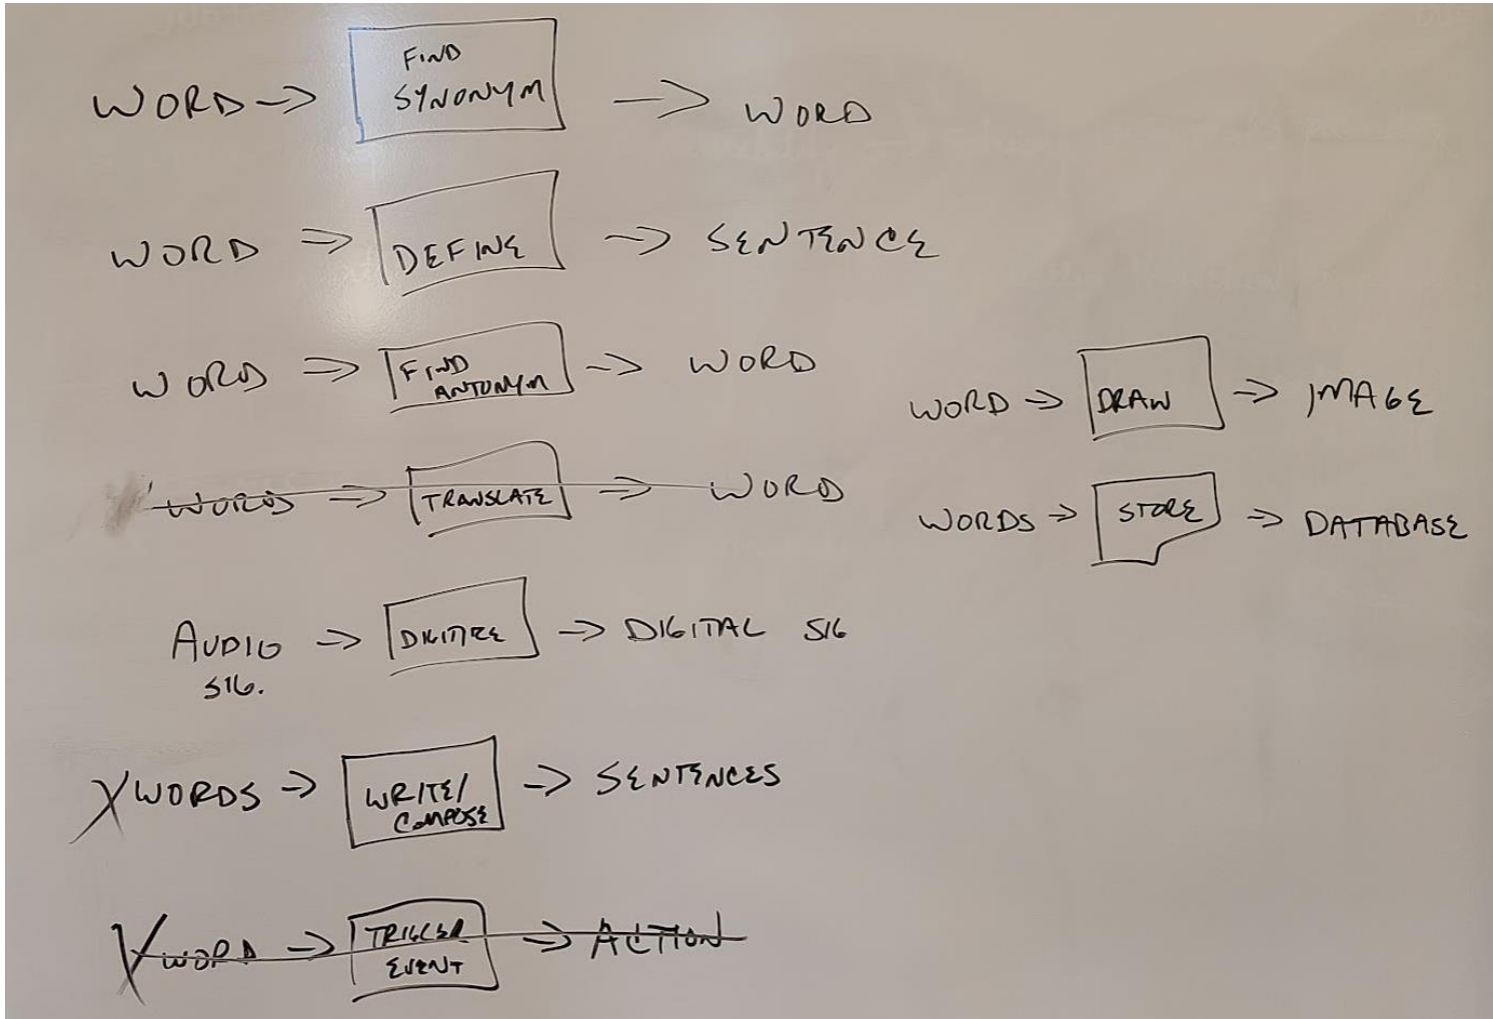 WORD → FIND SYNONYM → WORD
WORD → DEFINE → SENTENCE
WORD → FIND ANTONYM → WORD
WORDS → TRANSLATE → WORD
AUDIO SIG. → DIGITIZE → DIGITAL SIG
X WORDS → WRITE/COMPOSE → SENTENCES
X WORD → TRIGGER EVENT → ACTION
WORD → DRAW → IMAGE
WORDS → STORE → DATABASE